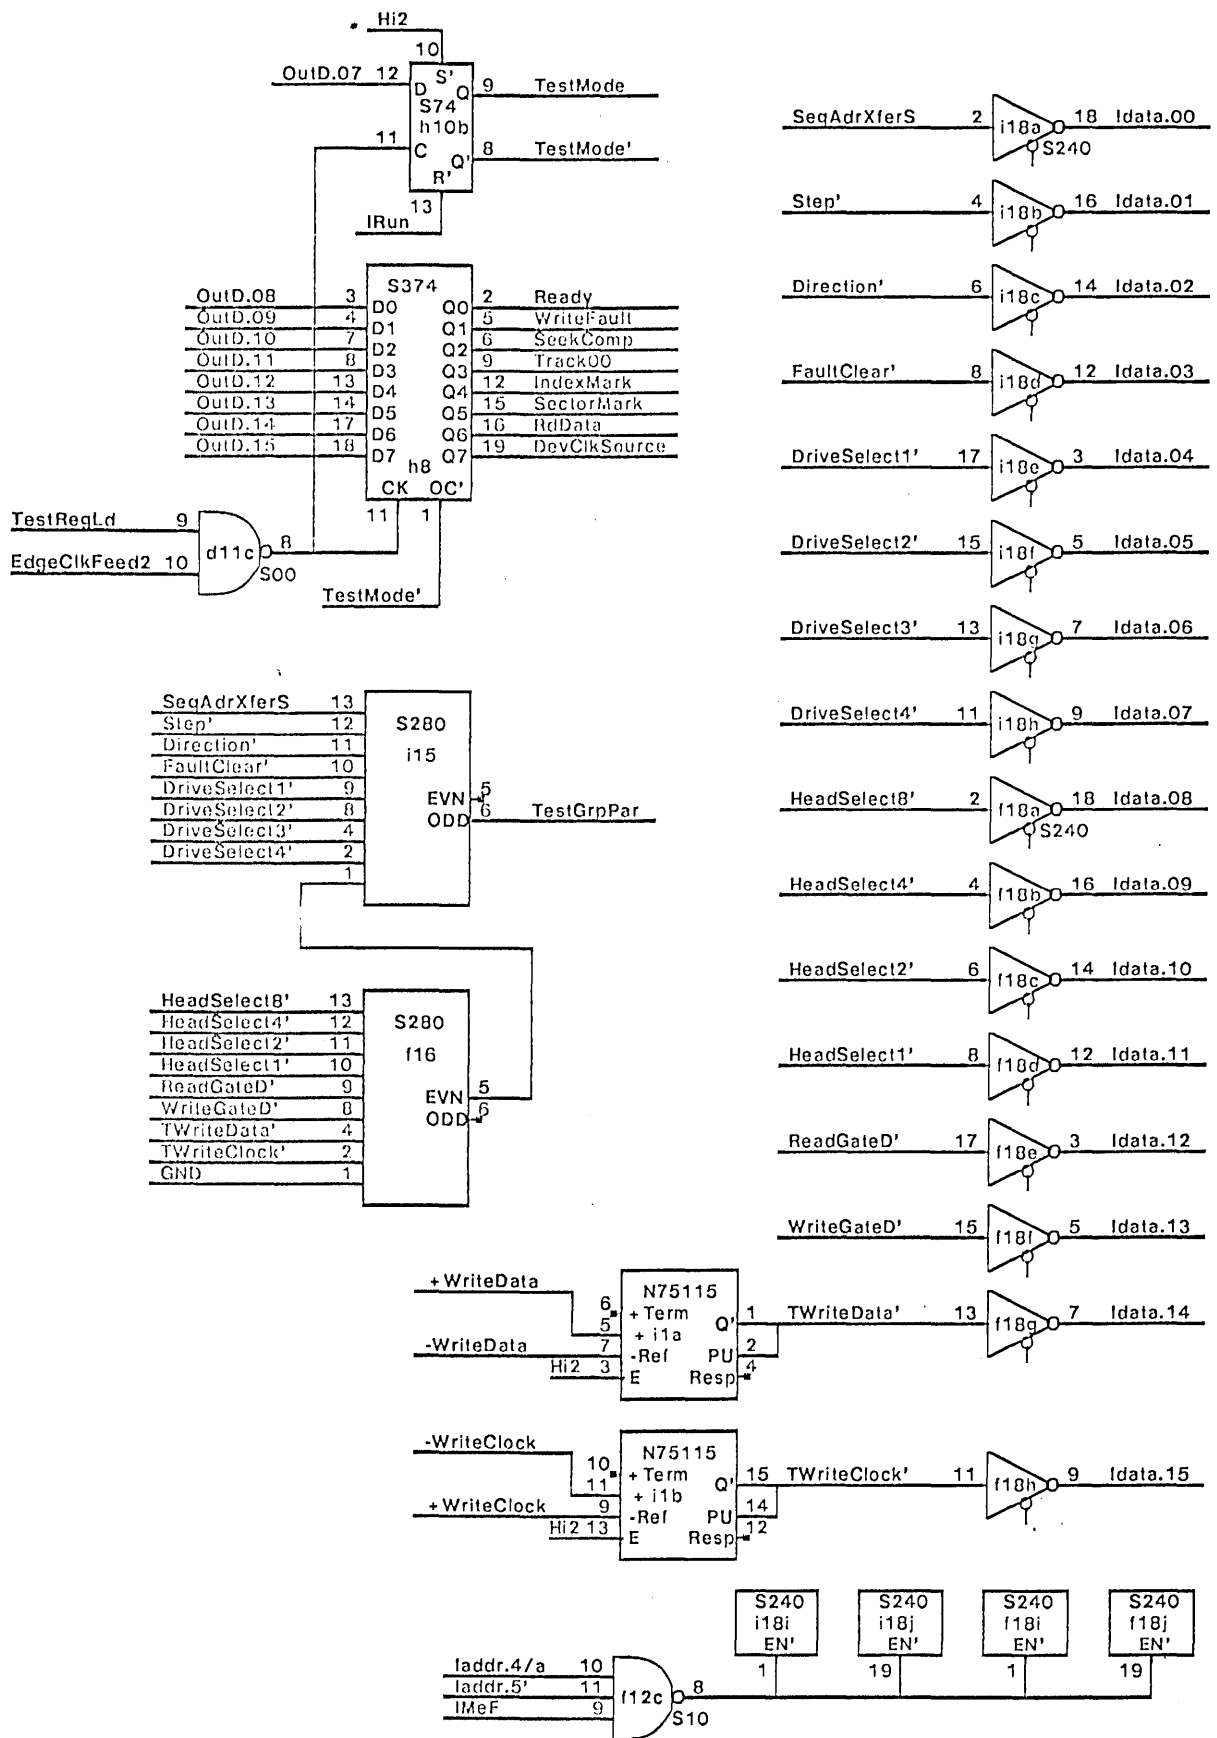 Hi2
10
OutD.07 12 D S' Q 9 TestMode
S74
h10b
11 C Q' 8 TestMode'
R'
13
IRun
S374
OutD.08 3 D0 Q0 2 Ready
OutD.09 4 D1 Q1 5 WriteFault
OutD.10 7 D2 Q2 6 SeekComp
OutD.11 8 D3 Q3 9 Track00
OutD.12 13 D4 Q4 12 IndexMark
OutD.13 14 D5 Q5 15 SectorMark
OutD.14 17 D6 Q6 16 RdData
OutD.15 18 D7 Q7 19 DevClkSource
h8
CK OC'
11 1
TestRegLd 9
d11c 8
EdgeClkFeed2 10 S00
TestMode'
SeqAdrXferS 13
Step' 12
Direction' 11
FaultClear' 10
DriveSelect1' 9
DriveSelect2' 8
DriveSelect3' 4
DriveSelect4' 2
1
S280
i15
EVN 5
ODD 6 TestGrpPar
HeadSelect8' 13
HeadSelect4' 12
HeadSelect2' 11
HeadSelect1' 10
ReadGateD' 9
WriteGateD' 8
TWriteData' 4
TWriteClock' 2
GND 1
S280
f16
EVN 5
ODD 6
SeqAdrXferS 2 i18a 18 Idata.00
S240
Step' 4 i18b 16 Idata.01
Direction' 6 i18c 14 Idata.02
FaultClear' 8 i18d 12 Idata.03
DriveSelect1' 17 i18e 3 Idata.04
DriveSelect2' 15 i18f 5 Idata.05
DriveSelect3' 13 i18g 7 Idata.06
DriveSelect4' 11 i18h 9 Idata.07
HeadSelect8' 2 f18a 18 Idata.08
S240
HeadSelect4' 4 f18b 16 Idata.09
HeadSelect2' 6 f18c 14 Idata.10
HeadSelect1' 8 f18d 12 Idata.11
ReadGateD' 17 f18e 3 Idata.12
WriteGateD' 15 f18f 5 Idata.13
+WriteData
N75115
6 +Term Q' 1 TWriteData' 13 f18g 7 Idata.14
5 + i1a
-WriteData 7 -Ref PU 2
Hi2 3 E Resp 4
-WriteClock
N75115
10 +Term Q' 15 TWriteClock' 11 f18h 9 Idata.15
11 + i1b
+WriteClock 9 -Ref PU 14
Hi2 13 E Resp 12
S240 S240 S240 S240
i18i i18j f18i f18j
EN' EN' EN' EN'
1 19 1 19
Iaddr.4/a 10
Iaddr.5' 11 f12c 8
IMeF 9 S10